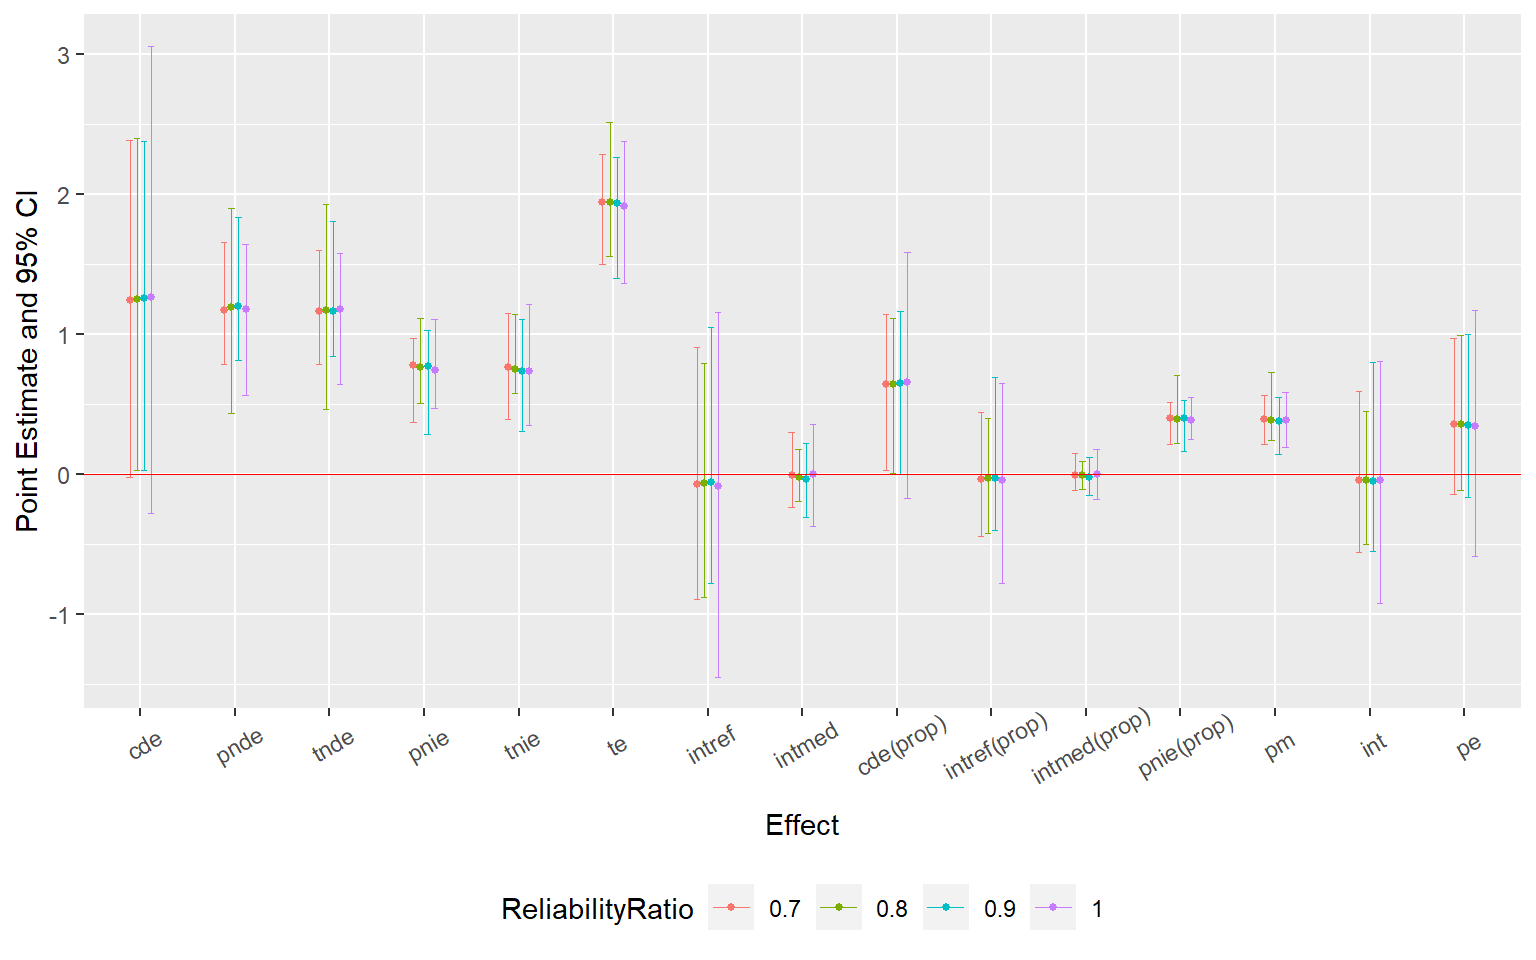 Point Estimate and 95% CI
3
2
1
0
-1
cde
pnde
tnde
pnie
tnie
te
intref
intmed
cde(prop)
intref(prop)
intmed(prop)
pnie(prop)
pm
int
pe
Effect
ReliabilityRatio 0.7 0.8 0.9 1